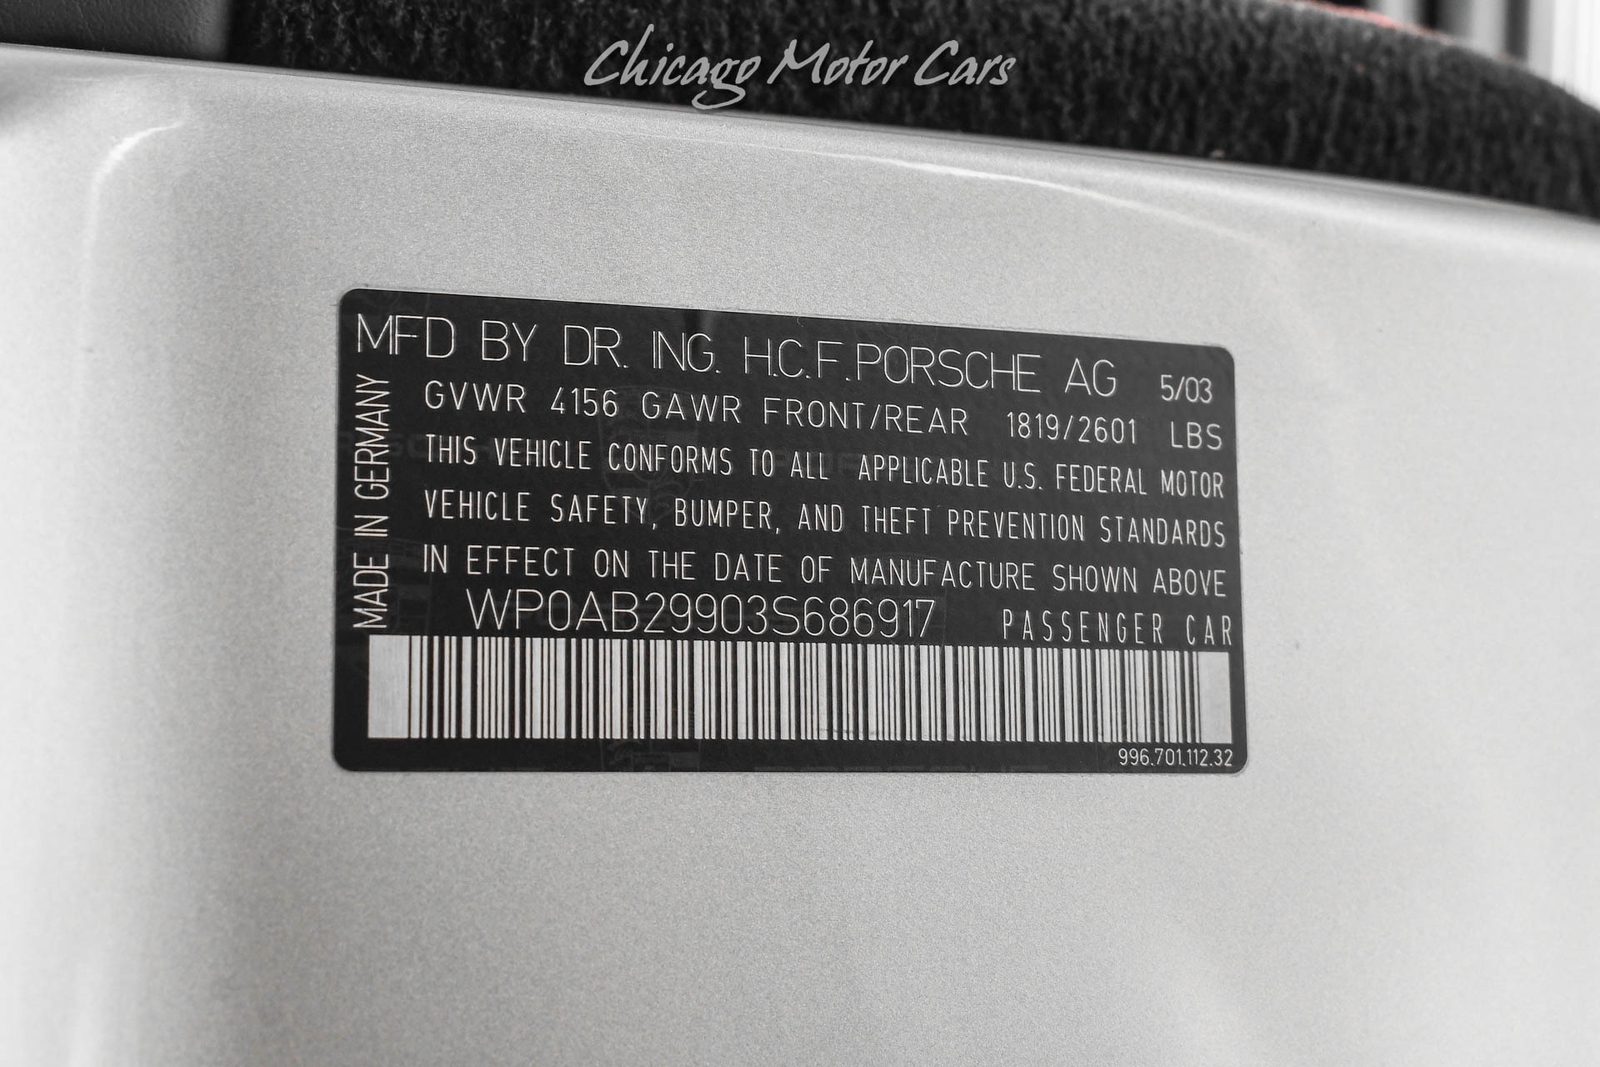 Chicago Motor Cars
MFD BY DR. ING. H.C.F. PORSCHE AG 5/03
GVWR 4156 GAWR FRONT/REAR 1819/2601 LBS
THIS VEHICLE CONFORMS TO ALL APPLICABLE U.S. FEDERAL MOTOR
VEHICLE SAFETY, BUMPER, AND THEFT PREVENTION STANDARDS
IN EFFECT ON THE DATE OF MANUFACTURE SHOWN ABOVE
WP0AB29903S686917 PASSENGER CAR
996.701.112.32
MADE IN GERMANY